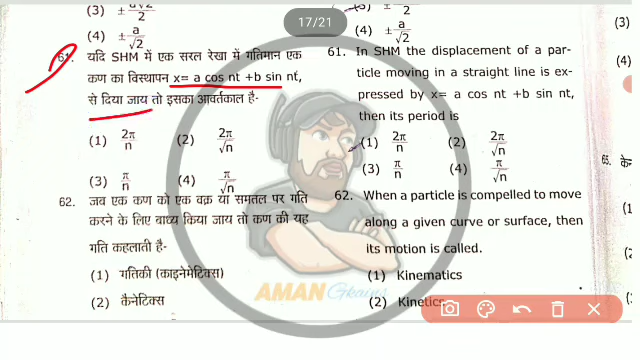 17/21
(3) ± a√2/2
(4) ± a/√2
61. यदि SHM में एक सरल रेखा में गतिमान एक
कण का विस्थापन x= a cos nt +b sin nt,
से दिया जाय तो इसका आवर्तकाल है-
(1) 2π/n (2) 2π/√n
(3) π/n (4) π/√n
62. जब एक कण को एक वक्र या समतल पर गति
करने के लिए बाध्य किया जाय तो कण की यह
गति कहलाती है-
(1) गतिकी (काइनेमेटिक्स)
(2) कैनेटिक्स
2
(4) ± a/√2
61. In SHM the displacement of a par-
ticle moving in a straight line is ex-
pressed by x= a cos nt +b sin nt,
then its period is
(1) 2π/n (2) 2π/√n
(3) π/n (4) π/√n
62. When a particle is compelled to move
along a given curve or surface, then
its motion is called.
(1) Kinematics
(2) Kinetics
(3)
(4)
65.
(1)
AMAN